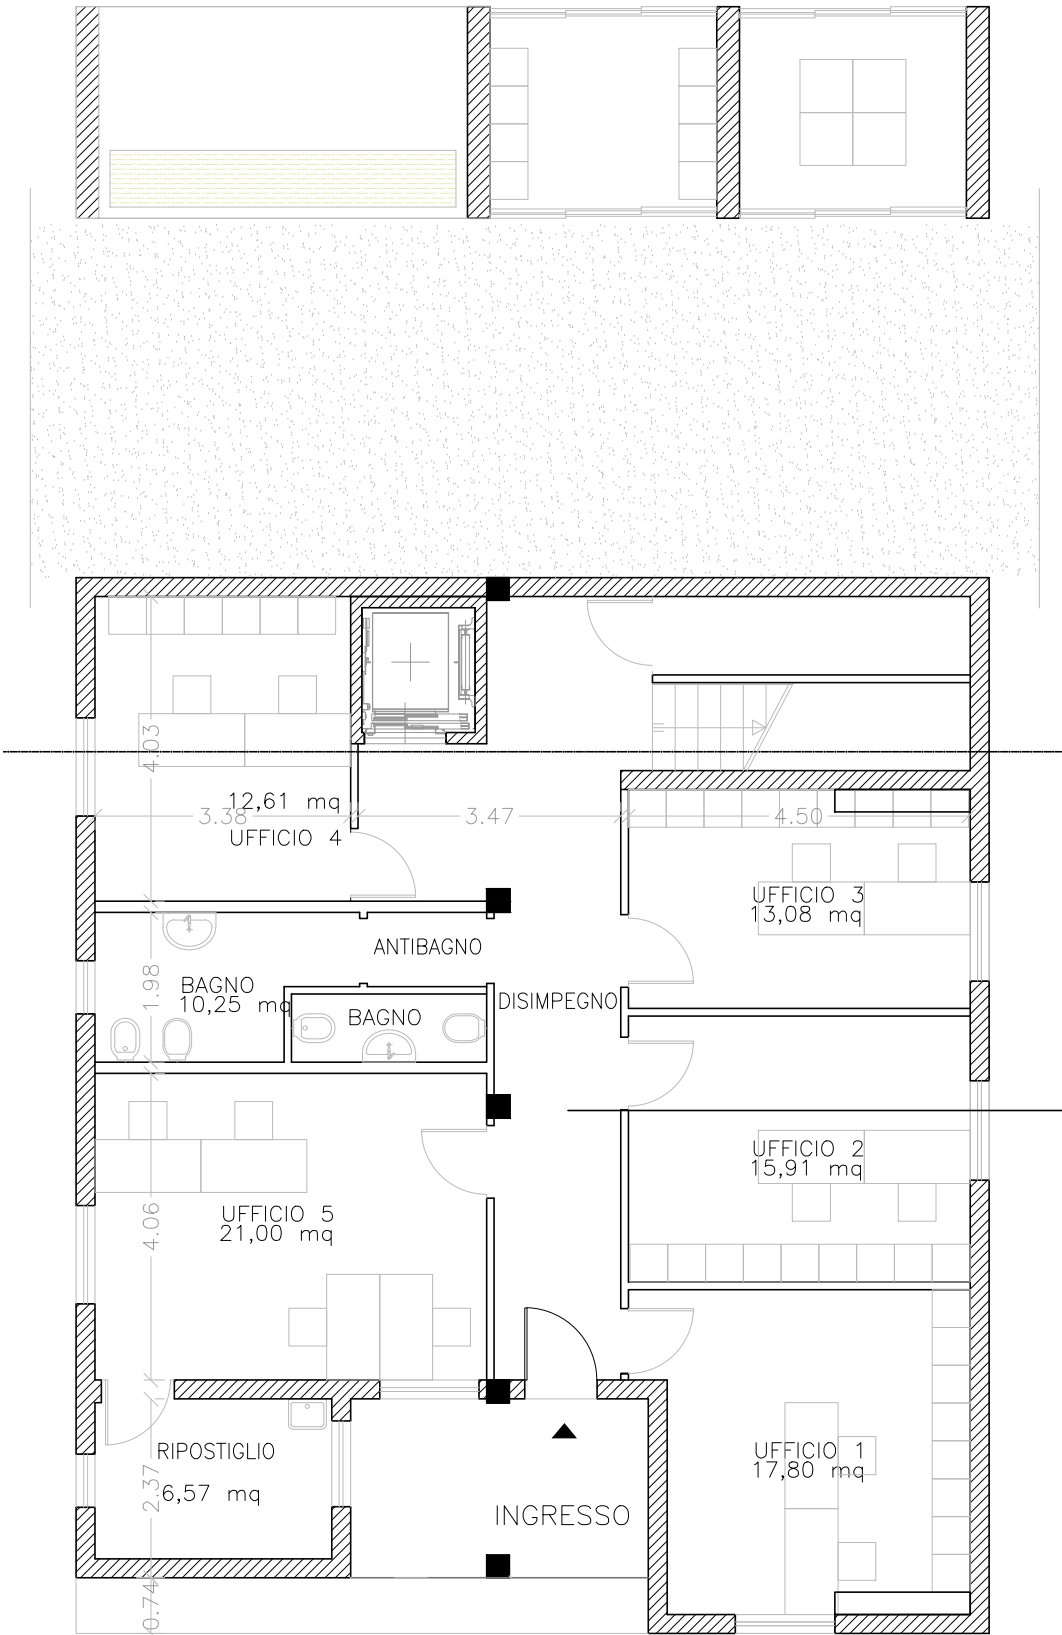 4.03
12,61 mq
3.38
3.47
4.50
UFFICIO 4
UFFICIO 3
13,08 mq
ANTIBAGNO
1.98
BAGNO
10,25 mq
DISIMPEGNO
BAGNO
UFFICIO 2
15,91 mq
4.06
UFFICIO 5
21,00 mq
RIPOSTIGLIO
UFFICIO 1
17,80 mq
2.37
6,57 mq
INGRESSO
0.74